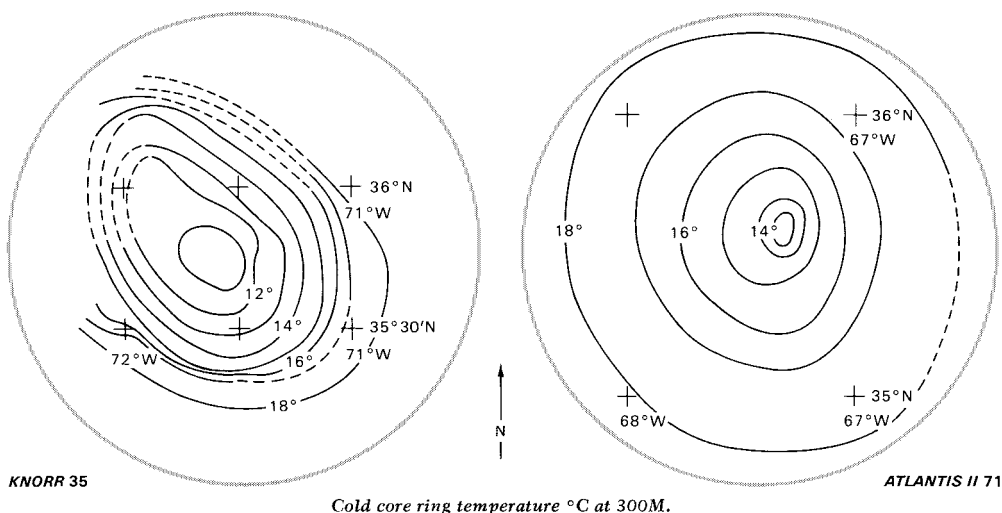 36°N
71°W
12°
14°
35°30'N
71°W
72°W
16°
18°
KNORR 35
N
36°N
67°W
18°
16°
14°
35°N
67°W
68°W
ATLANTIS II 71
Cold core ring temperature °C at 300M.